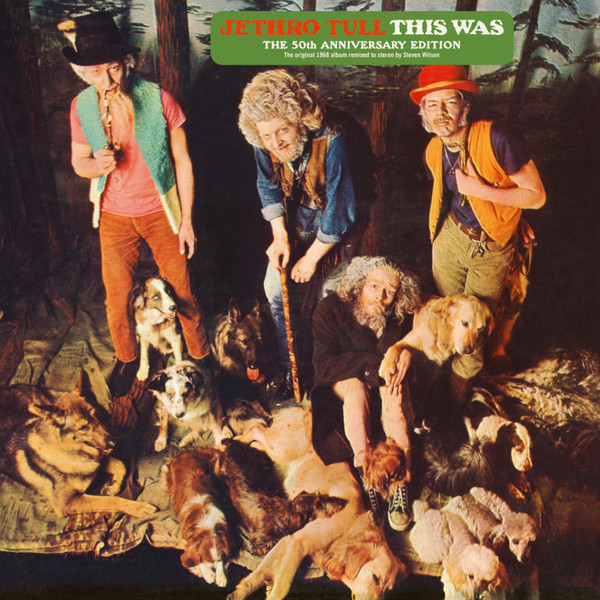 JETHRO TULL THIS WAS
THE 50th ANNIVERSARY EDITION
The original 1968 album remixed to stereo by Steven Wilson